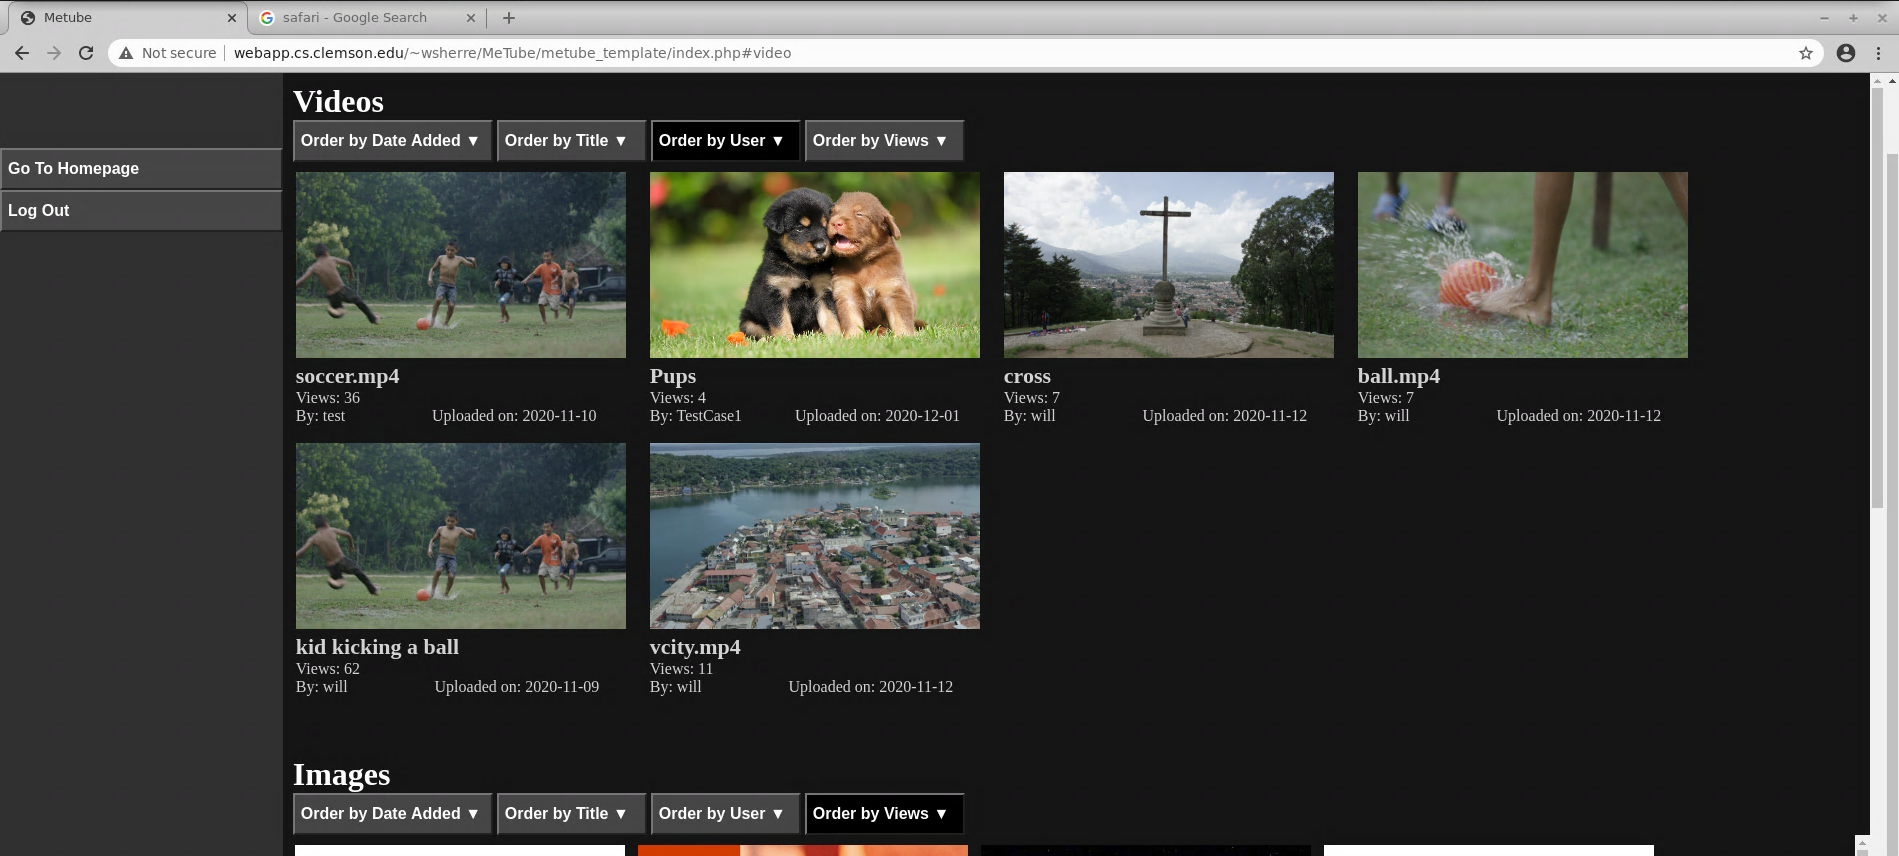 Metube
safari - Google Search
Not secure webapp.cs.clemson.edu/~wsherre/MeTube/metube_template/index.php#video
Go To Homepage
Log Out
Videos
Order by Date Added ▼ Order by Title ▼ Order by User ▼ Order by Views ▼
soccer.mp4
Views: 36
By: test Uploaded on: 2020-11-10
Pups
Views: 4
By: TestCase1 Uploaded on: 2020-12-01
cross
Views: 7
By: will Uploaded on: 2020-11-12
ball.mp4
Views: 7
By: will Uploaded on: 2020-11-12
kid kicking a ball
Views: 62
By: will Uploaded on: 2020-11-09
vcity.mp4
Views: 11
By: will Uploaded on: 2020-11-12
Images
Order by Date Added ▼ Order by Title ▼ Order by User ▼ Order by Views ▼